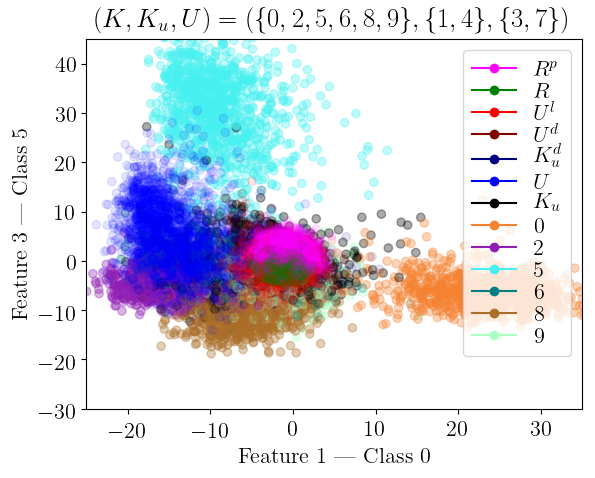 (K, K_u, U) = ({0, 2, 5, 6, 8, 9}, {1, 4}, {3, 7})
Feature 3 — Class 5
40
30
20
10
0
−10
−20
−30
−20
−10
0
10
20
30
Feature 1 — Class 0
R^p
R
U^l
U^d
K_u^d
U
K_u
0
2
5
6
8
9